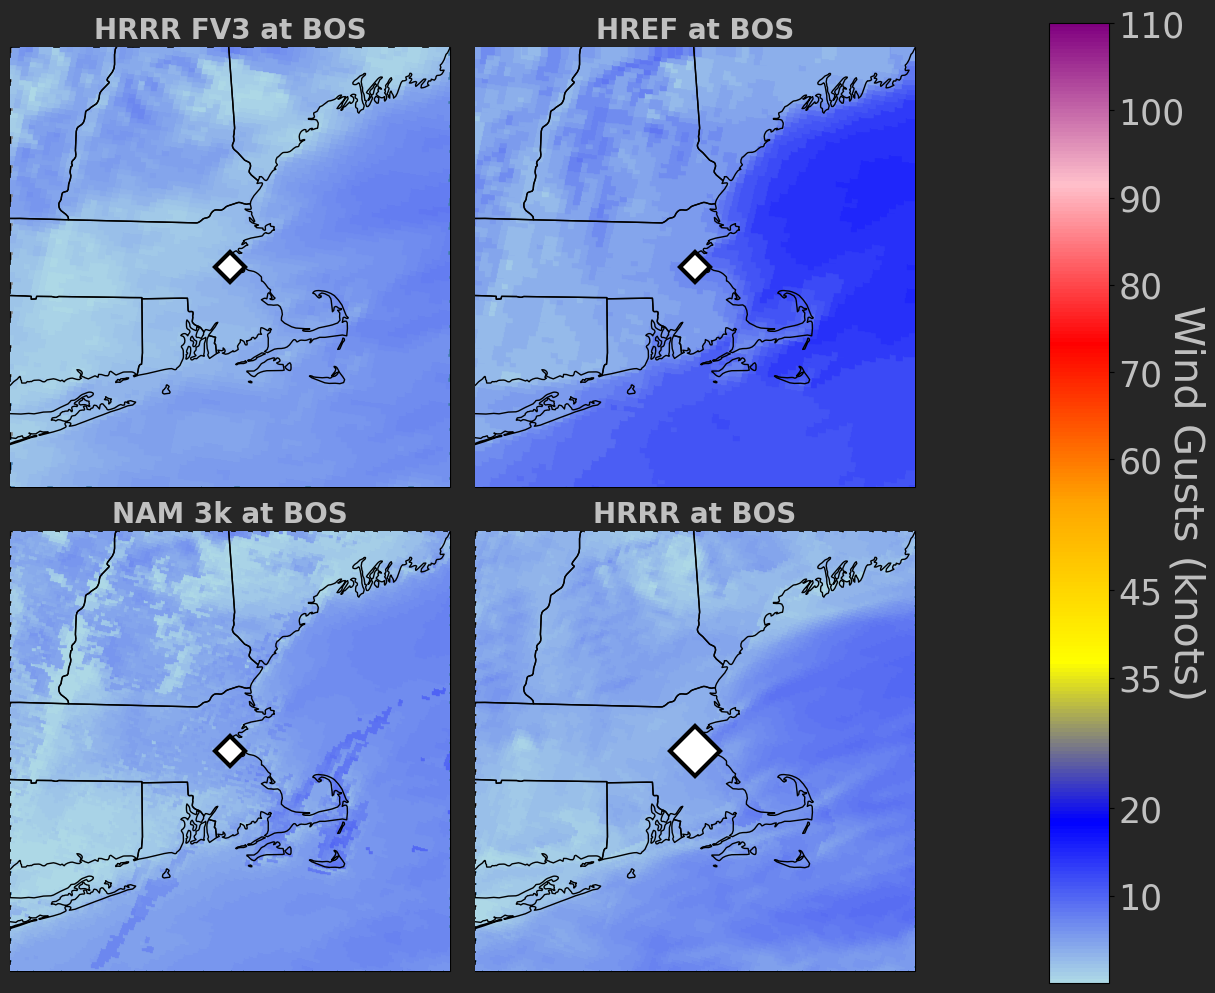 HRRR FV3 at BOS
HREF at BOS
NAM 3k at BOS
HRRR at BOS
110
100
90
80
70
60
45
35
20
10
Wind Gusts (knots)